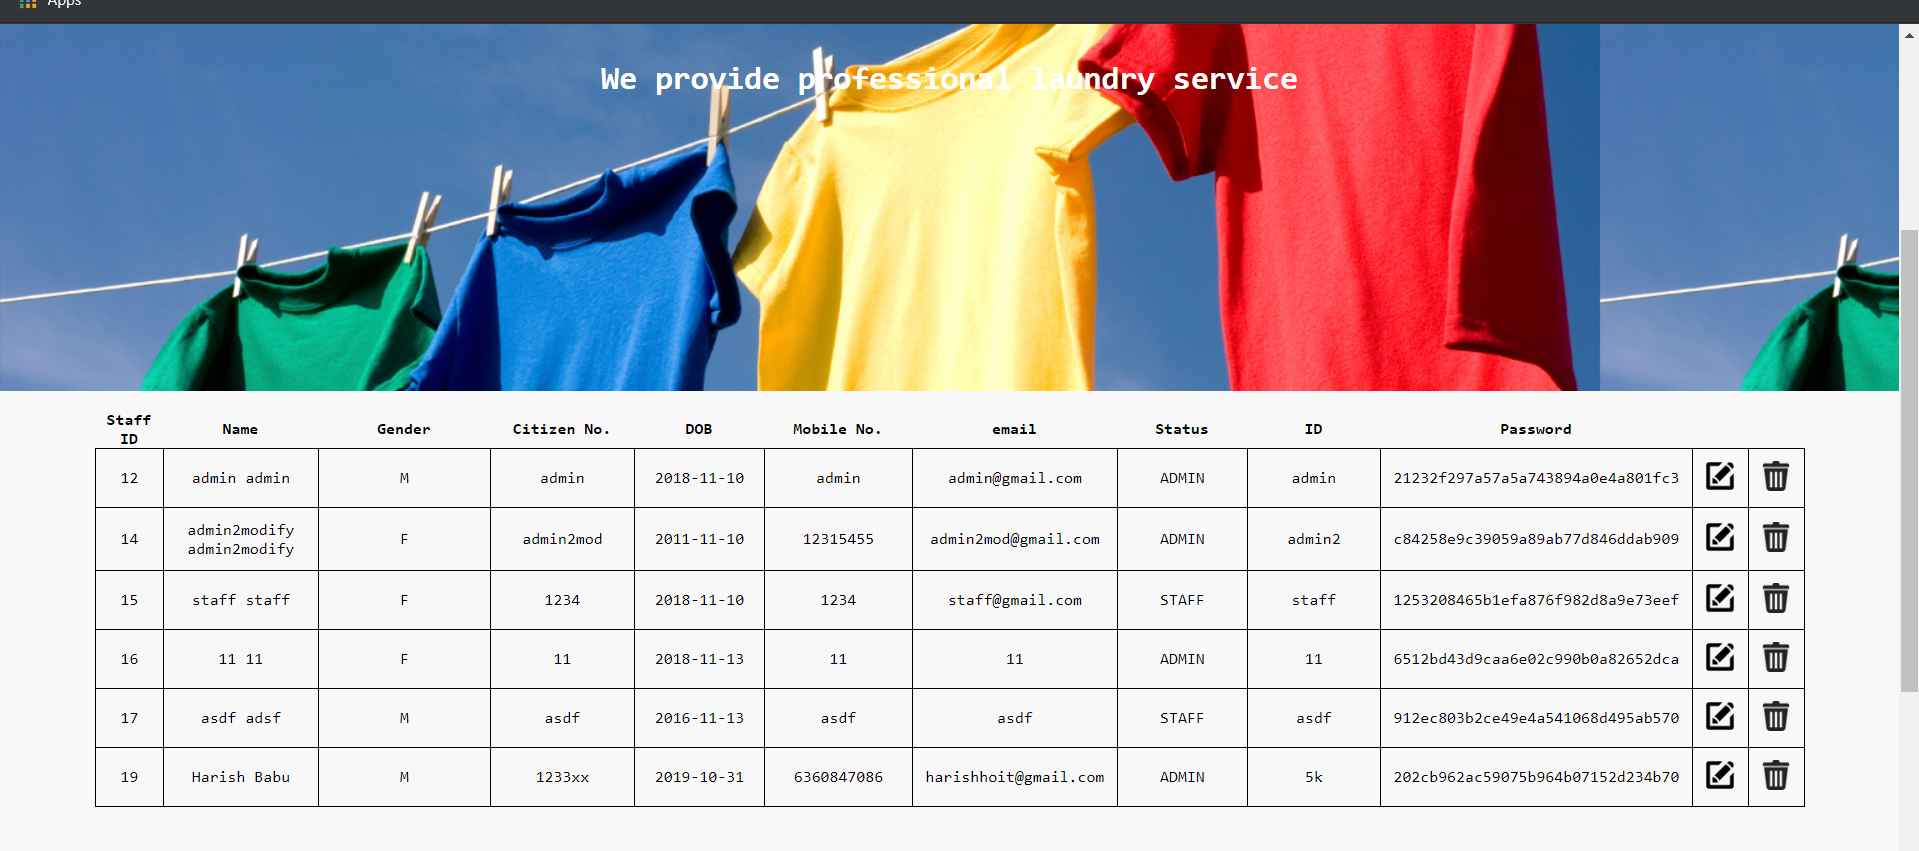 Apps
We provide professional laundry service
Staff ID Name Gender Citizen No. DOB Mobile No. email Status ID Password
12 admin admin M admin 2018-11-10 admin admin@gmail.com ADMIN admin 21232f297a57a5a743894a0e4a801fc3
14 admin2modify admin2modify F admin2mod 2011-11-10 12315455 admin2mod@gmail.com ADMIN admin2 c84258e9c39059a89ab77d846ddab909
15 staff staff F 1234 2018-11-10 1234 staff@gmail.com STAFF staff 1253208465b1efa876f982d8a9e73eef
16 11 11 F 11 2018-11-13 11 11 ADMIN 11 6512bd43d9caa6e02c990b0a82652dca
17 asdf adsf M asdf 2016-11-13 asdf asdf STAFF asdf 912ec803b2ce49e4a541068d495ab570
19 Harish Babu M 1233xx 2019-10-31 6360847086 harishhoit@gmail.com ADMIN 5k 202cb962ac59075b964b07152d234b70